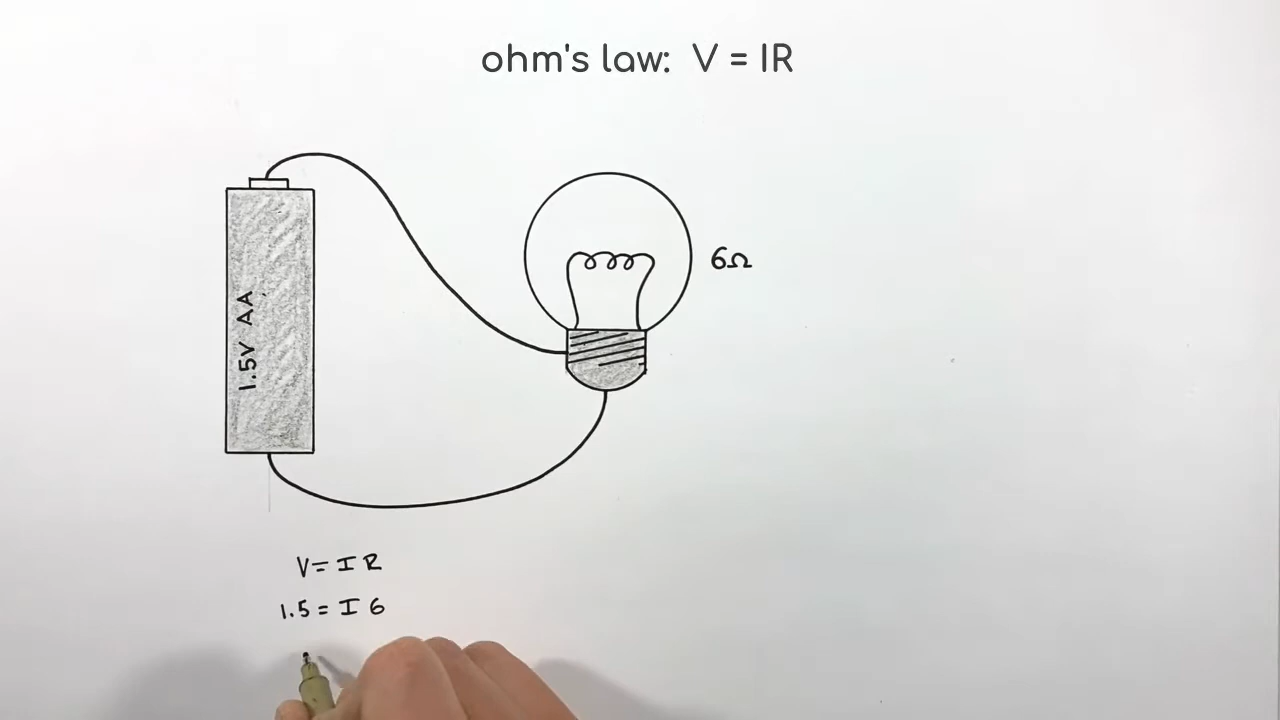 ohm's law: V = IR
6Ω
1.5V AA
V = I R
1.5 = I 6